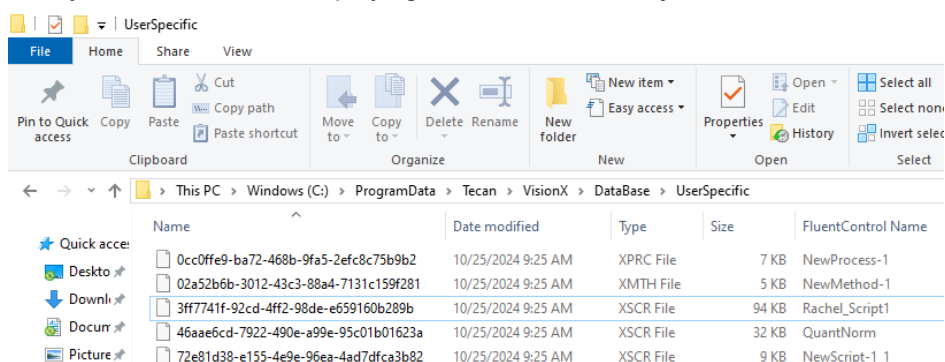 UserSpecific
File Home Share View
Pin to Quick access
Copy
Paste
Cut
Copy path
Paste shortcut
Clipboard
Move to
Copy to
Delete
Rename
Organize
New folder
New item
Easy access
New
Properties
Open
Edit
History
Open
Select all
Select none
Invert selec
Select
This PC > Windows (C:) > ProgramData > Tecan > VisionX > DataBase > UserSpecific
Name Date modified Type Size FluentControl Name
Quick acce
Deskto
Downl
Docum
Picture
0cc0ffe9-ba72-468b-9fa5-2efc8c75b9b2 10/25/2024 9:25 AM XPRC File 7 KB NewProcess-1
02a52b6b-3012-43c3-88a4-7131c159f281 10/25/2024 9:25 AM XMTH File 5 KB NewMethod-1
3ff7741f-92cd-4ff2-98de-e659160b289b 10/25/2024 9:25 AM XSCR File 94 KB Rachel_Script1
46aae6cd-7922-490e-a99e-95c01b01623a 10/25/2024 9:25 AM XSCR File 32 KB QuantNorm
72e81d38-e155-4e9e-96ea-4ad7dfca3b82 10/25/2024 9:25 AM XSCR File 9 KB NewScript-1_1